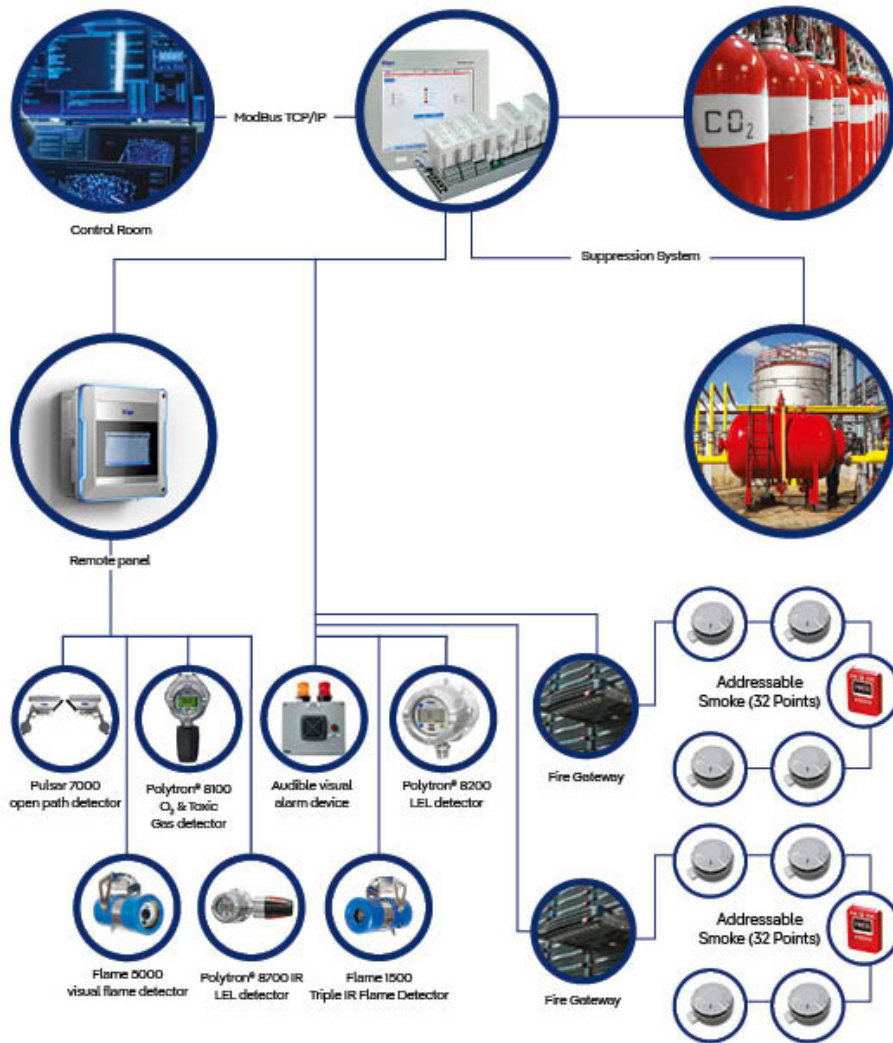 ModBus TCP/IP
CO₂
Control Room
Suppression System
Remote panel
Pulsar 7000
open path detector
Polytron® 8100
O₂ & Toxic
Gas detector
Audible visual
alarm device
Polytron® 8200
LEL detector
Fire Gateway
Addressable
Smoke (32 Points)
Flame 5000
visual flame detector
Polytron® 8700 IR
LEL detector
Flame 1500
Triple IR Flame Detector
Fire Gateway
Addressable
Smoke (32 Points)